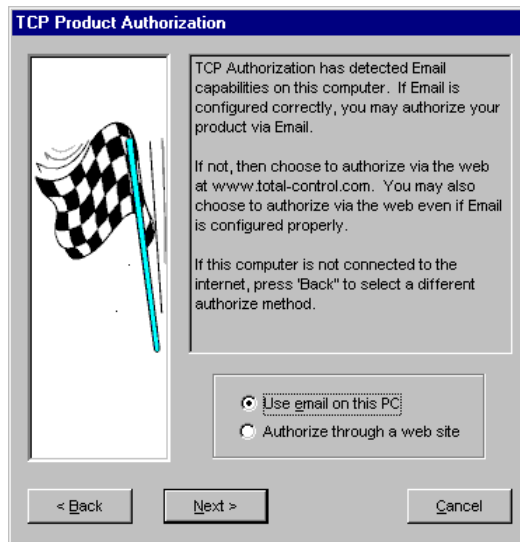 TCP Product Authorization
TCP Authorization has detected Email
capabilities on this computer. If Email is
configured correctly, you may authorize your
product via Email.
If not, then choose to authorize via the web
at www.total-control.com. You may also
choose to authorize via the web even if Email
is configured properly.
If this computer is not connected to the
internet, press 'Back" to select a different
authorize method.
Use email on this PC
Authorize through a web site
< Back
Next >
Cancel